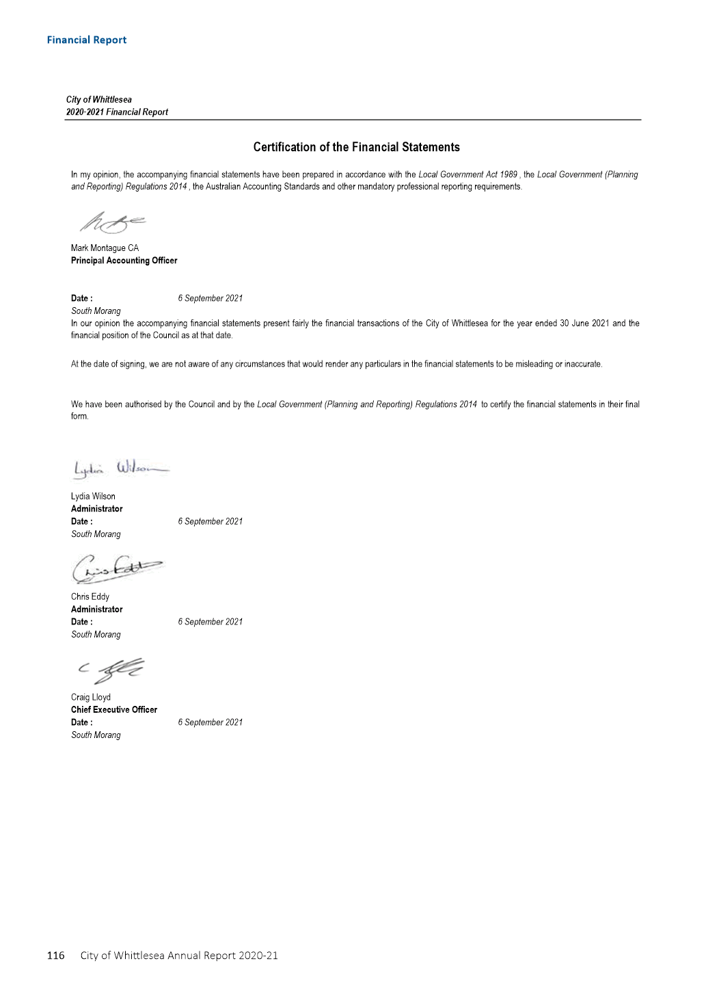 Financial Report
City of Whittlesea
2020-2021 Financial Report
Certification of the Financial Statements
In my opinion, the accompanying financial statements have been prepared in accordance with the Local Government Act 1989 , the Local Government (Planning
and Reporting) Regulations 2014 , the Australian Accounting Standards and other mandatory professional reporting requirements.
Mark Montague CA
Principal Accounting Officer
Date : 6 September 2021
South Morang
In our opinion the accompanying financial statements present fairly the financial transactions of the City of Whittlesea for the year ended 30 June 2021 and the
financial position of the Council as at that date.
At the date of signing, we are not aware of any circumstances that would render any particulars in the financial statements to be misleading or inaccurate.
We have been authorised by the Council and by the Local Government (Planning and Reporting) Regulations 2014 to certify the financial statements in their final
form.
Lydia Wilson
Lydia Wilson
Administrator
Date : 6 September 2021
South Morang
Chris Eddy
Chris Eddy
Administrator
Date : 6 September 2021
South Morang
Craig Lloyd
Chief Executive Officer
Date : 6 September 2021
South Morang
116 City of Whittlesea Annual Report 2020-21